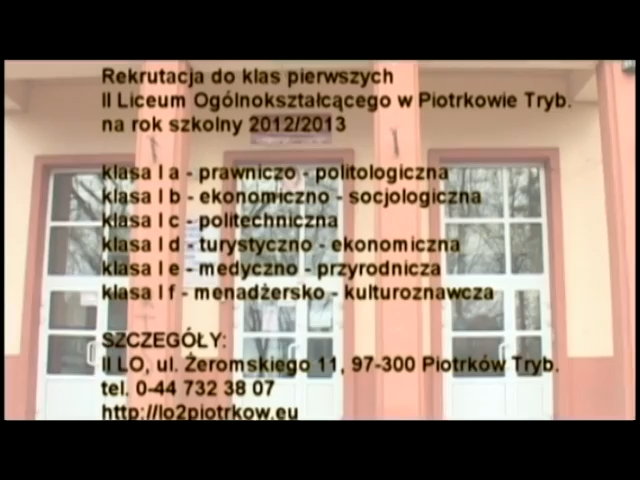 Rekrutacja do klas pierwszych
II Liceum Ogólnokształcącego w Piotrkowie Tryb.
na rok szkolny 2012/2013
klasa I a - prawniczo - politologiczna
klasa I b - ekonomiczno - socjologiczna
klasa I c - politechniczna
klasa I d - turystyczno - ekonomiczna
klasa I e - medyczno - przyrodnicza
klasa I f - menadżersko - kulturoznawcza
SZCZEGÓŁY:
II LO, ul. Żeromskiego 11, 97-300 Piotrków Tryb.
tel. 0-44 732 38 07
http://lo2piotrkow.eu